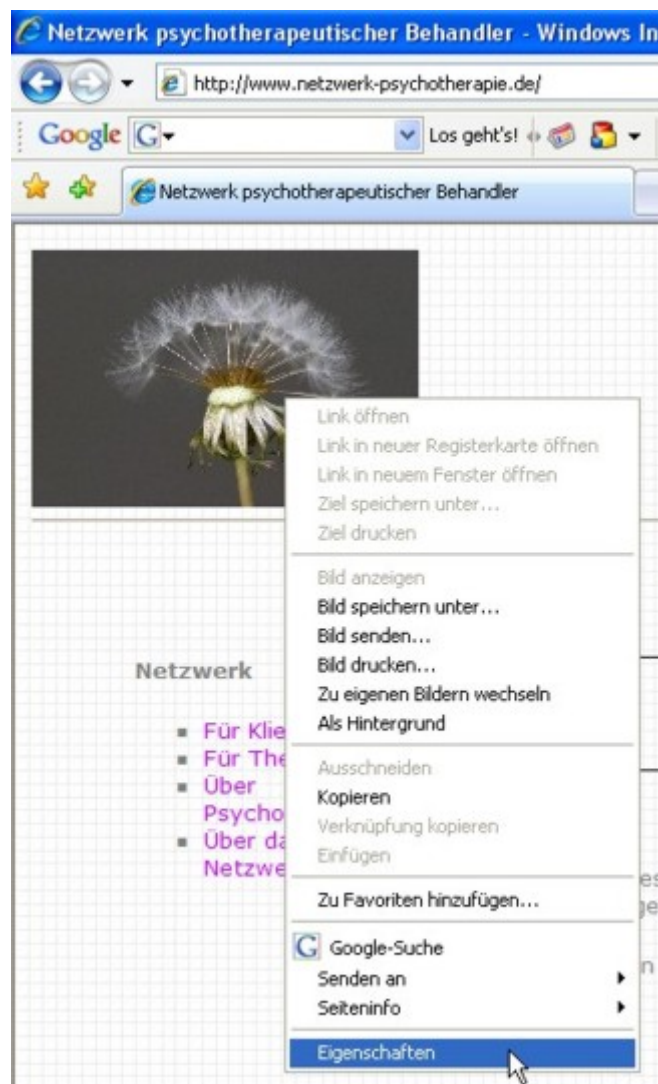 Netzwerk psychotherapeutischer Behandler - Windows In
http://www.netzwerk-psychotherapie.de/
Google G Los geht's!
Netzwerk psychotherapeutischer Behandler
Link öffnen
Link in neuer Registerkarte öffnen
Link in neuem Fenster öffnen
Ziel speichern unter...
Ziel drucken
Bild anzeigen
Bild speichern unter...
Bild senden...
Bild drucken...
Zu eigenen Bildern wechseln
Als Hintergrund
Ausschneiden
Kopieren
Verknüpfung kopieren
Einfügen
Zu Favoriten hinzufügen...
G Google-Suche
Senden an
Seiteninfo
Eigenschaften
Netzwerk
Für Klie
Für The
Über
Psycho
Über da
Netzwe